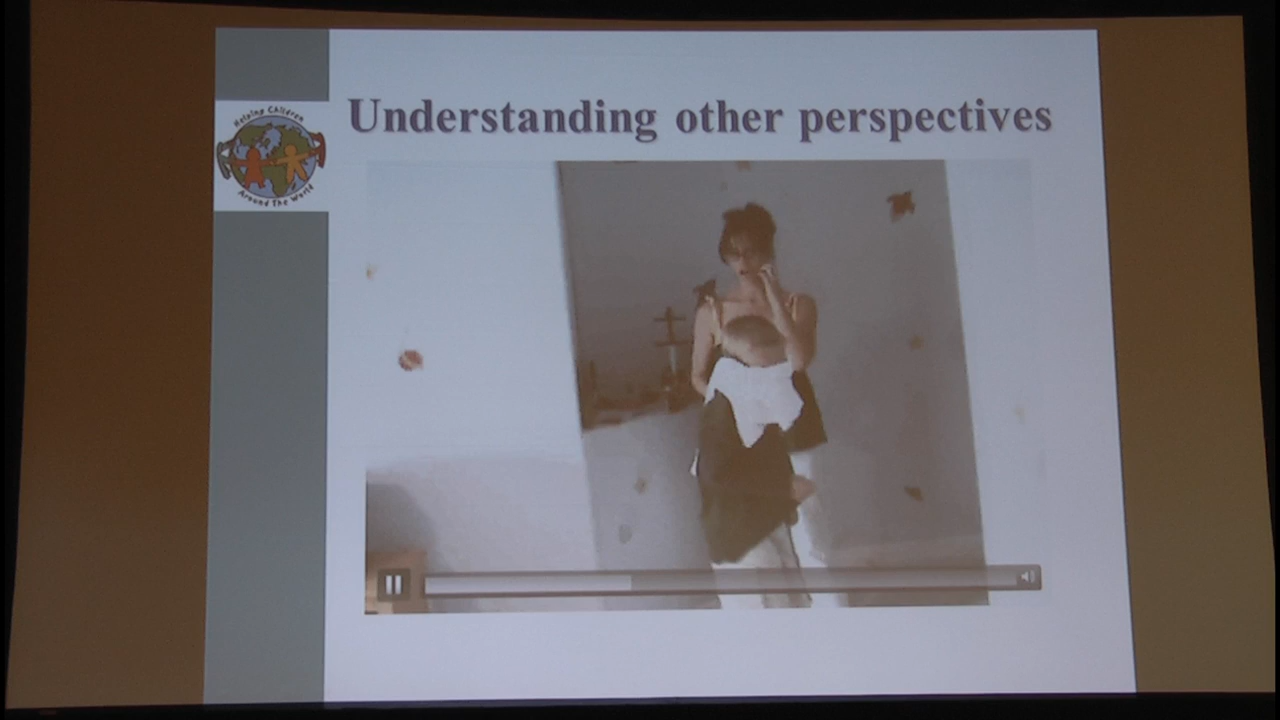 Understanding other perspectives
Helping Children
Around The World